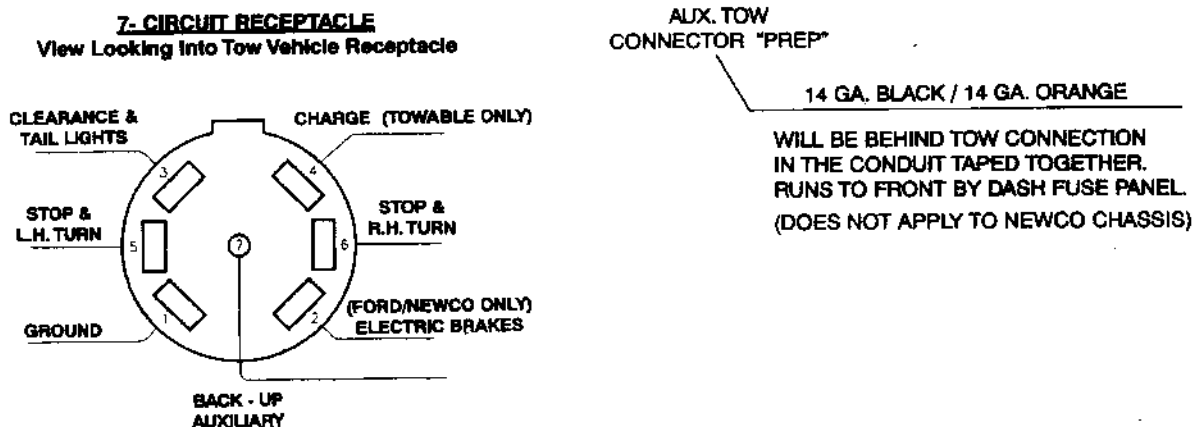 7- CIRCUIT RECEPTACLE
View Looking Into Tow Vehicle Receptacle
CLEARANCE &
TAIL LIGHTS
CHARGE (TOWABLE ONLY)
3
4
STOP &
L.H. TURN
STOP &
R.H. TURN
5
7
6
GROUND
1
2
(FORD/NEWCO ONLY)
ELECTRIC BRAKES
BACK - UP
AUXILIARY
AUX. TOW
CONNECTOR "PREP"
14 GA. BLACK / 14 GA. ORANGE
WILL BE BEHIND TOW CONNECTION
IN THE CONDUIT TAPED TOGETHER.
RUNS TO FRONT BY DASH FUSE PANEL.
(DOES NOT APPLY TO NEWCO CHASSIS)